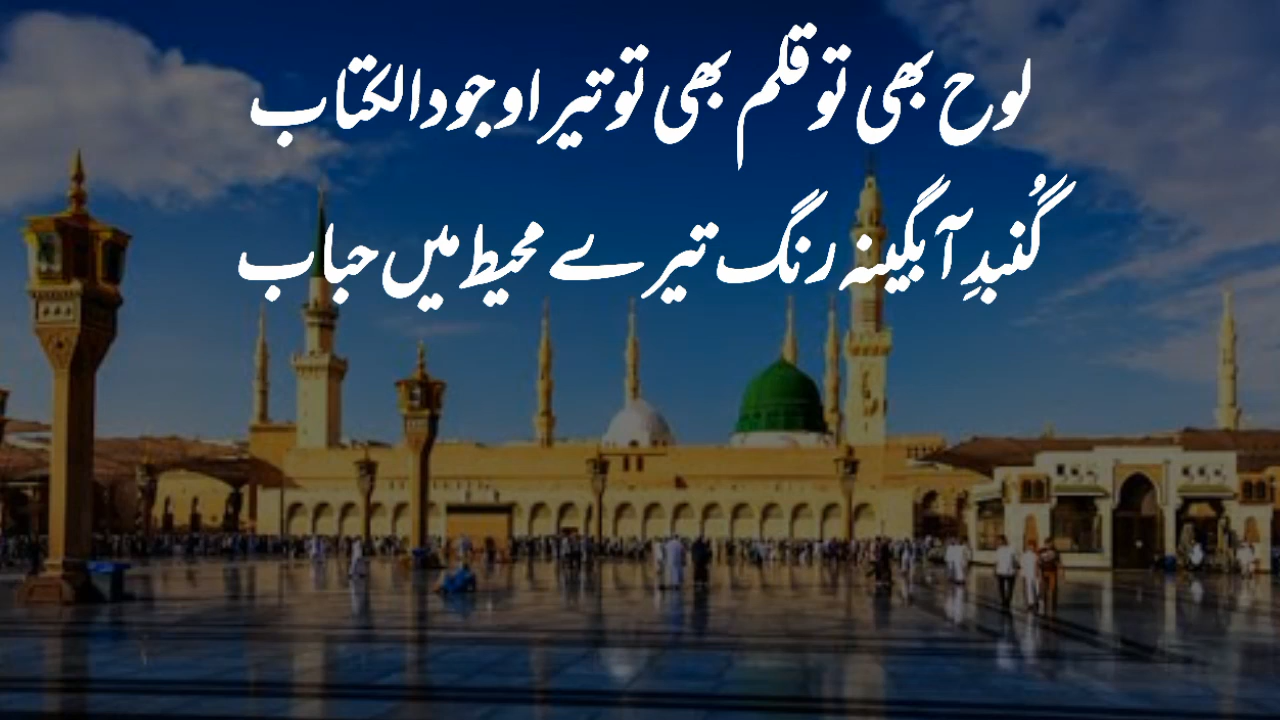 لوح بھی تو قلم بھی تو تیرا وجود الکتاب
گُنبدِ آبگینہ رنگ تیرے محیط میں حباب